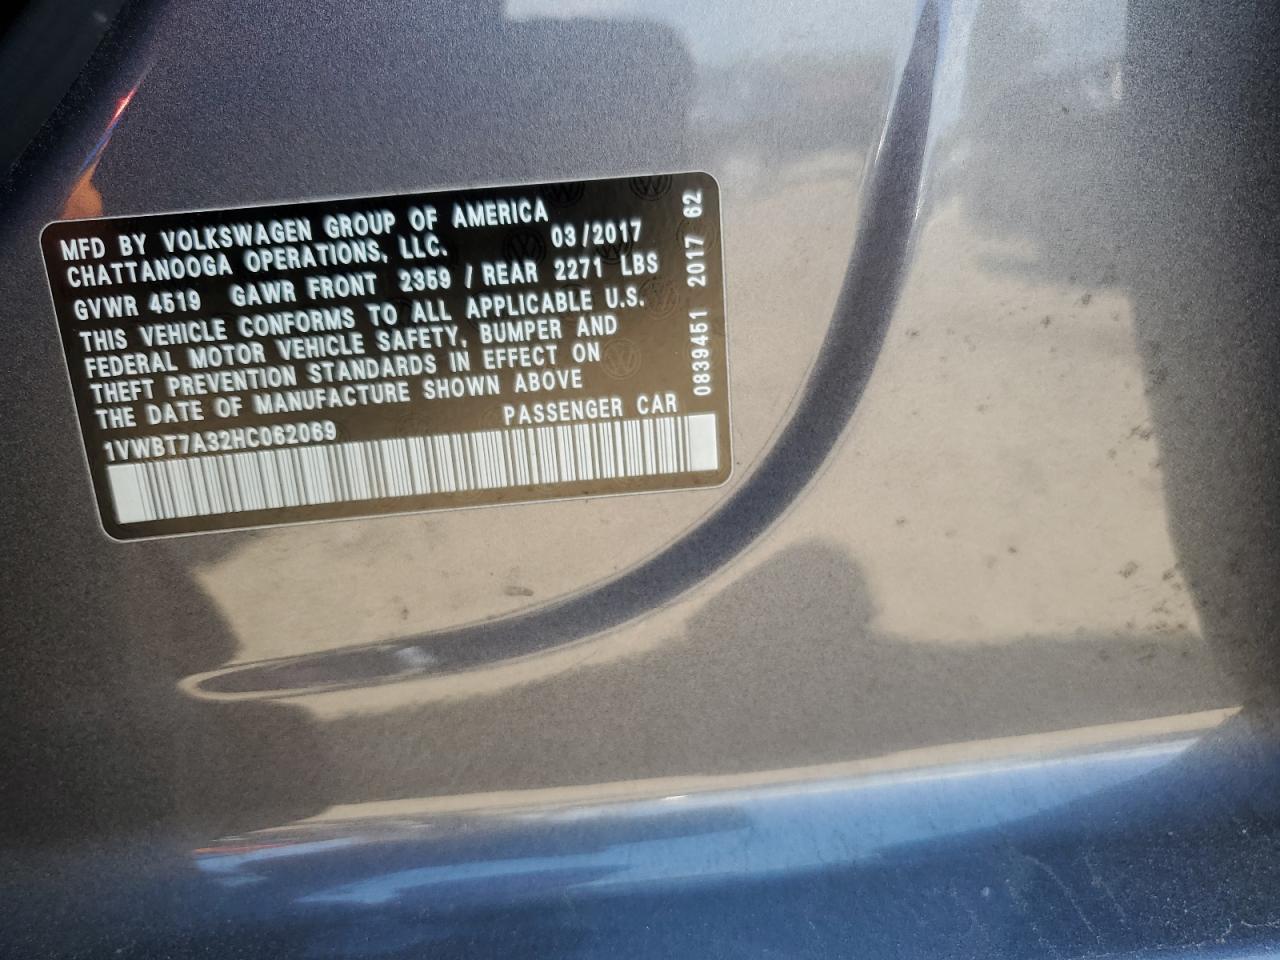 MFD BY VOLKSWAGEN GROUP OF AMERICA
CHATTANOOGA OPERATIONS, LLC. 03/2017
GVWR 4519 GAWR FRONT 2359 / REAR 2271 LBS
THIS VEHICLE CONFORMS TO ALL APPLICABLE U.S.
FEDERAL MOTOR VEHICLE SAFETY, BUMPER AND
THEFT PREVENTION STANDARDS IN EFFECT ON
THE DATE OF MANUFACTURE SHOWN ABOVE
1VWBT7A32HC062069 PASSENGER CAR
0839451 2017 62